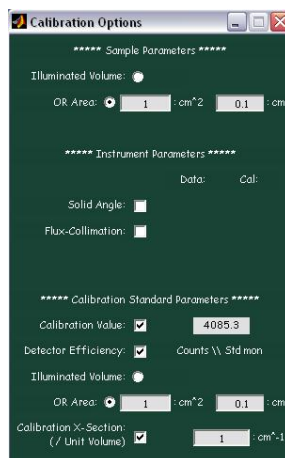 Calibration Options
***** Sample Parameters *****
Illuminated Volume:
OR Area: 1 : cm^2 0.1 : cm
***** Instrument Parameters *****
Data: Cal:
Solid Angle:
Flux-Collimation:
***** Calibration Standard Parameters *****
Calibration Value: 4085.3
Detector Efficiency: Counts \\ Std mon
Illuminated Volume:
OR Area: 1 : cm^2 0.1 : cm
Calibration X-Section:
(/ Unit Volume) 1 : cm^-1